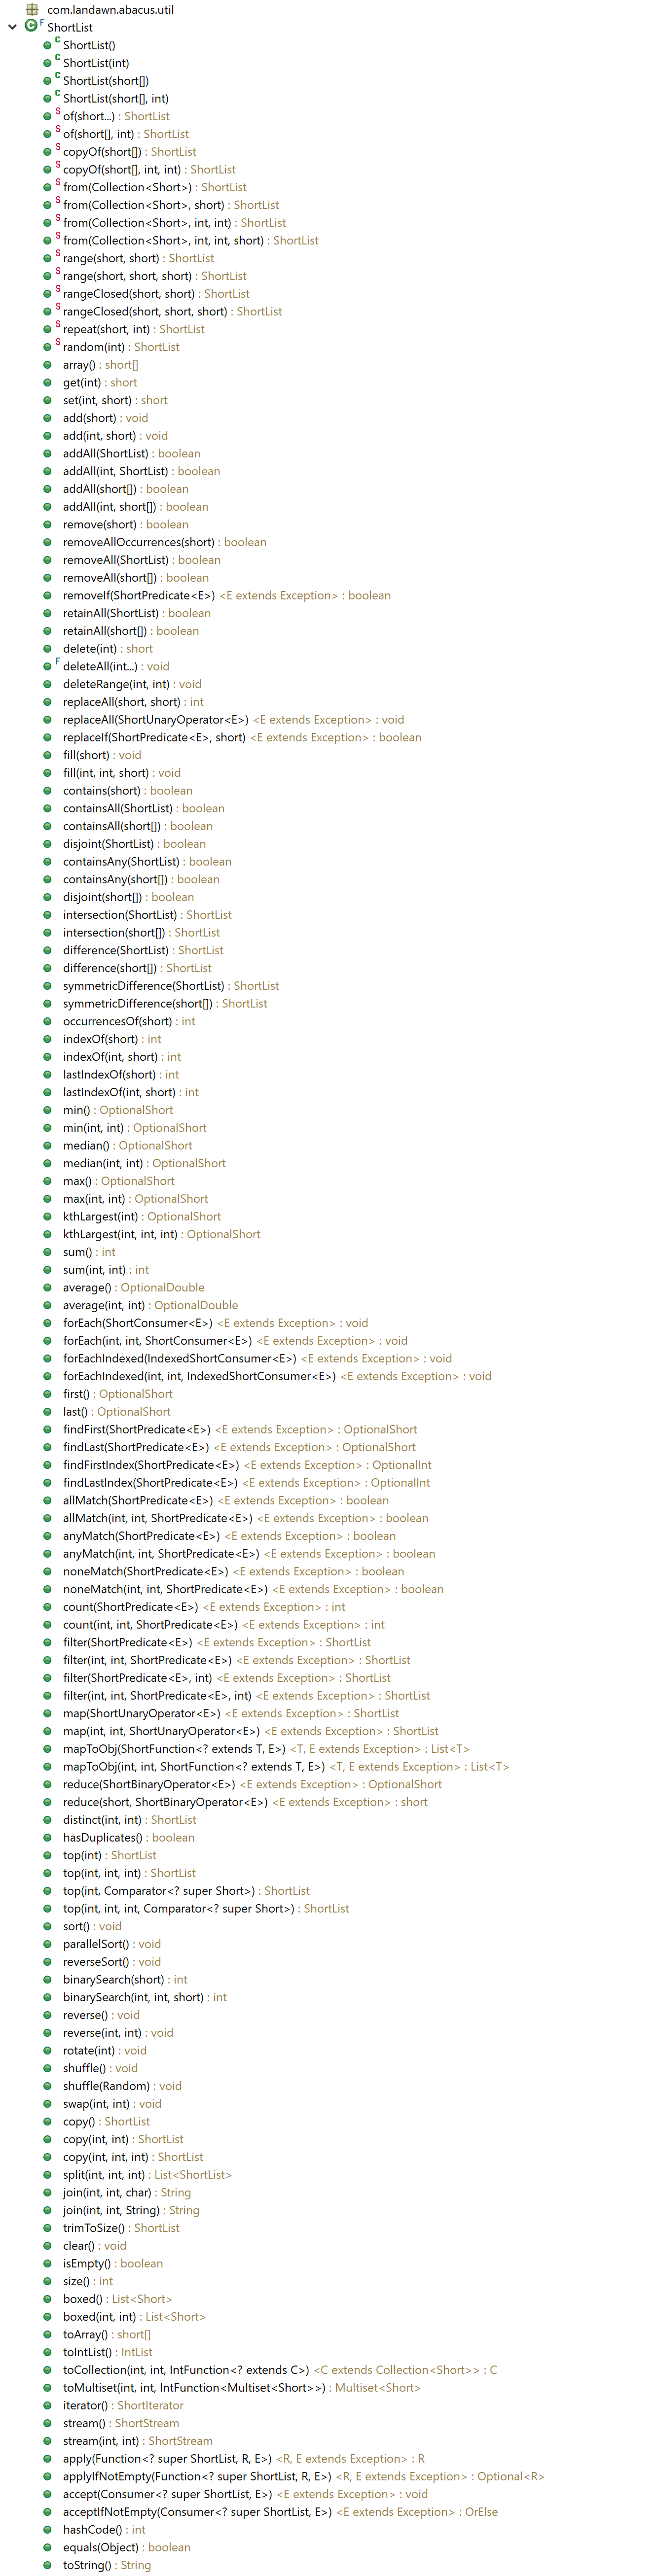 com.landawn.abacus.util
ShortList
ShortList()
ShortList(int)
ShortList(short[])
ShortList(short[], int)
of(short...) : ShortList
of(short[], int) : ShortList
copyOf(short[]) : ShortList
copyOf(short[], int, int) : ShortList
from(Collection<Short>) : ShortList
from(Collection<Short>, short) : ShortList
from(Collection<Short>, int, int) : ShortList
from(Collection<Short>, int, int, short) : ShortList
range(short, short) : ShortList
range(short, short, short) : ShortList
rangeClosed(short, short) : ShortList
rangeClosed(short, short, short) : ShortList
repeat(short, int) : ShortList
random(int) : ShortList
array() : short[]
get(int) : short
set(int, short) : short
add(short) : void
add(int, short) : void
addAll(ShortList) : boolean
addAll(int, ShortList) : boolean
addAll(short[]) : boolean
addAll(int, short[]) : boolean
remove(short) : boolean
removeAllOccurrences(short) : boolean
removeAll(ShortList) : boolean
removeAll(short[]) : boolean
removeIf(ShortPredicate<E>) <E extends Exception> : boolean
retainAll(ShortList) : boolean
retainAll(short[]) : boolean
delete(int) : short
deleteAll(int...) : void
deleteRange(int, int) : void
replaceAll(short, short) : int
replaceAll(ShortUnaryOperator<E>) <E extends Exception> : void
replaceIf(ShortPredicate<E>, short) <E extends Exception> : boolean
fill(short) : void
fill(int, int, short) : void
contains(short) : boolean
containsAll(ShortList) : boolean
containsAll(short[]) : boolean
disjoint(ShortList) : boolean
containsAny(ShortList) : boolean
containsAny(short[]) : boolean
disjoint(short[]) : boolean
intersection(ShortList) : ShortList
intersection(short[]) : ShortList
difference(ShortList) : ShortList
difference(short[]) : ShortList
symmetricDifference(ShortList) : ShortList
symmetricDifference(short[]) : ShortList
occurrencesOf(short) : int
indexOf(short) : int
indexOf(int, short) : int
lastIndexOf(short) : int
lastIndexOf(int, short) : int
min() : OptionalShort
min(int, int) : OptionalShort
median() : OptionalShort
median(int, int) : OptionalShort
max() : OptionalShort
max(int, int) : OptionalShort
kthLargest(int) : OptionalShort
kthLargest(int, int, int) : OptionalShort
sum() : int
sum(int, int) : int
average() : OptionalDouble
average(int, int) : OptionalDouble
forEach(ShortConsumer<E>) <E extends Exception> : void
forEach(int, int, ShortConsumer<E>) <E extends Exception> : void
forEachIndexed(IndexedShortConsumer<E>) <E extends Exception> : void
forEachIndexed(int, int, IndexedShortConsumer<E>) <E extends Exception> : void
first() : OptionalShort
last() : OptionalShort
findFirst(ShortPredicate<E>) <E extends Exception> : OptionalShort
findLast(ShortPredicate<E>) <E extends Exception> : OptionalShort
findFirstIndex(ShortPredicate<E>) <E extends Exception> : OptionalInt
findLastIndex(ShortPredicate<E>) <E extends Exception> : OptionalInt
allMatch(ShortPredicate<E>) <E extends Exception> : boolean
allMatch(int, int, ShortPredicate<E>) <E extends Exception> : boolean
anyMatch(ShortPredicate<E>) <E extends Exception> : boolean
anyMatch(int, int, ShortPredicate<E>) <E extends Exception> : boolean
noneMatch(ShortPredicate<E>) <E extends Exception> : boolean
noneMatch(int, int, ShortPredicate<E>) <E extends Exception> : boolean
count(ShortPredicate<E>) <E extends Exception> : int
count(int, int, ShortPredicate<E>) <E extends Exception> : int
filter(ShortPredicate<E>) <E extends Exception> : ShortList
filter(int, int, ShortPredicate<E>) <E extends Exception> : ShortList
filter(ShortPredicate<E>, int) <E extends Exception> : ShortList
filter(int, int, ShortPredicate<E>, int) <E extends Exception> : ShortList
map(ShortUnaryOperator<E>) <E extends Exception> : ShortList
map(int, int, ShortUnaryOperator<E>) <E extends Exception> : ShortList
mapToObj(ShortFunction<? extends T, E>) <T, E extends Exception> : List<T>
mapToObj(int, int, ShortFunction<? extends T, E>) <T, E extends Exception> : List<T>
reduce(ShortBinaryOperator<E>) <E extends Exception> : OptionalShort
reduce(short, ShortBinaryOperator<E>) <E extends Exception> : short
distinct(int, int) : ShortList
hasDuplicates() : boolean
top(int) : ShortList
top(int, int, int) : ShortList
top(int, Comparator<? super Short>) : ShortList
top(int, int, int, Comparator<? super Short>) : ShortList
sort() : void
parallelSort() : void
reverseSort() : void
binarySearch(short) : int
binarySearch(int, int, short) : int
reverse() : void
reverse(int, int) : void
rotate(int) : void
shuffle() : void
shuffle(Random) : void
swap(int, int) : void
copy() : ShortList
copy(int, int) : ShortList
copy(int, int, int) : ShortList
split(int, int, int) : List<ShortList>
join(int, int, char) : String
join(int, int, String) : String
trimToSize() : ShortList
clear() : void
isEmpty() : boolean
size() : int
boxed() : List<Short>
boxed(int, int) : List<Short>
toArray() : short[]
toIntList() : IntList
toCollection(int, int, IntFunction<? extends C>) <C extends Collection<Short>> : C
toMultiset(int, int, IntFunction<Multiset<Short>>) : Multiset<Short>
iterator() : ShortIterator
stream() : ShortStream
stream(int, int) : ShortStream
apply(Function<? super ShortList, R, E>) <R, E extends Exception> : R
applyIfNotEmpty(Function<? super ShortList, R, E>) <R, E extends Exception> : Optional<R>
accept(Consumer<? super ShortList, E>) <E extends Exception> : void
acceptIfNotEmpty(Consumer<? super ShortList, E>) <E extends Exception> : OrElse
hashCode() : int
equals(Object) : boolean
toString() : String